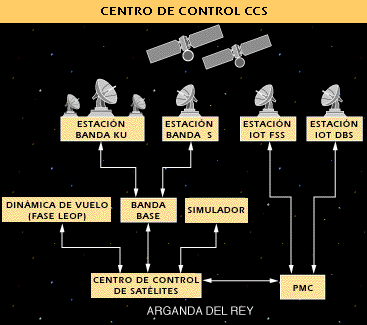 CENTRO DE CONTROL CCS
ESTACIÓN
BANDA KU
ESTACIÓN
BANDA S
ESTACIÓN
IOT FSS
ESTACIÓN
IOT DBS
DINÁMICA DE VUELO
(FASE LEOP)
BANDA
BASE
SIMULADOR
CENTRO DE CONTROL
DE SATÉLITES
PMC
ARGANDA DEL REY